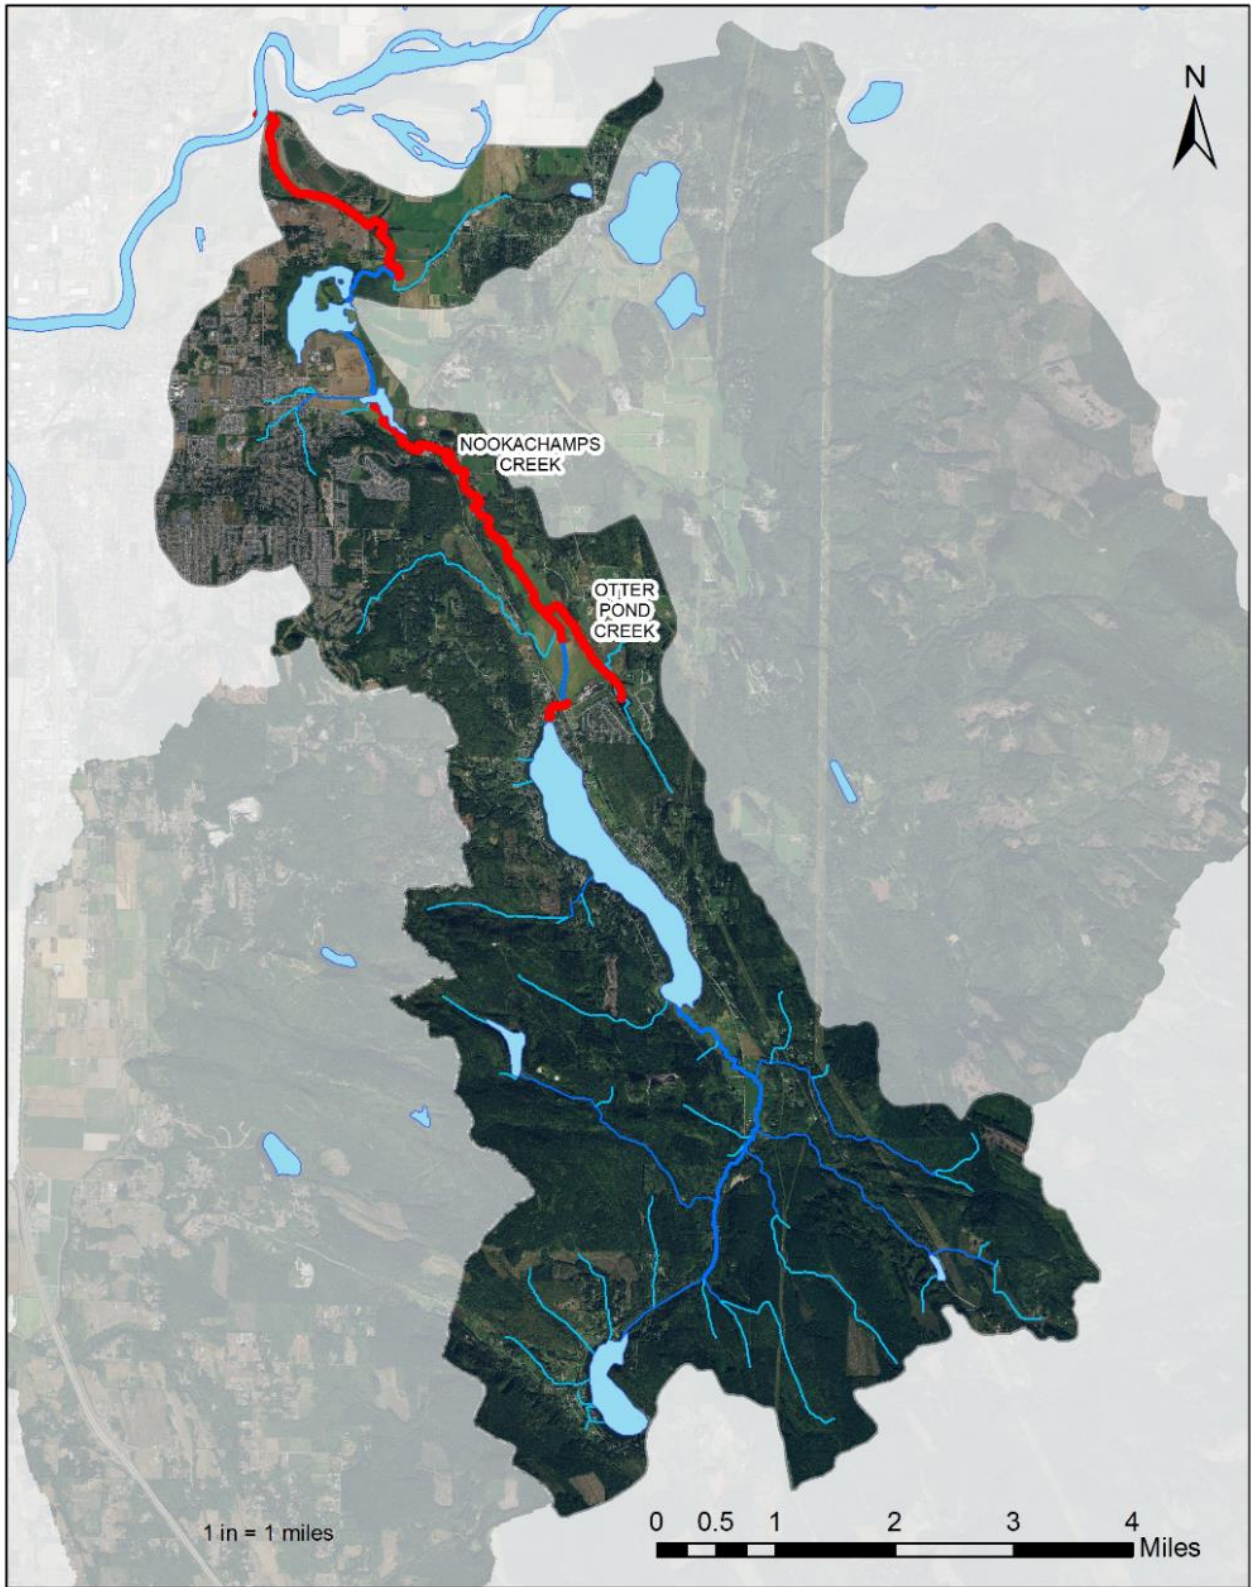 N
NOOKACHAMPS
CREEK
OTTER
POND
CREEK
1 in = 1 miles
0 0.5 1 2 3 4
Miles